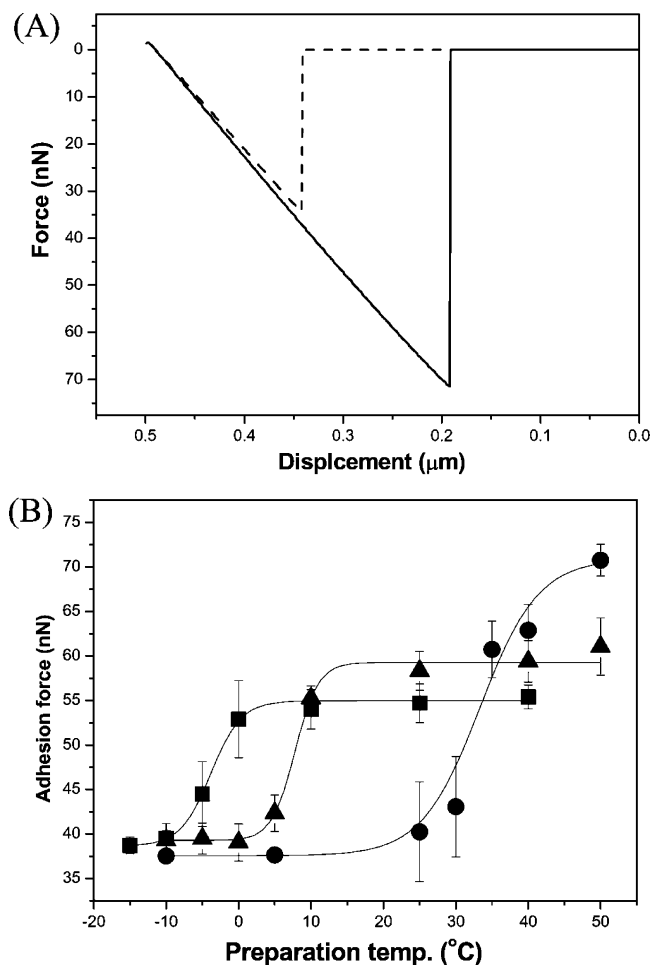 (A)
0
10
20
30
40
50
60
70
Force (nN)
0.5 0.4 0.3 0.2 0.1 0.0
Displcement (μm)
(B)
75
70
65
60
55
50
45
40
35
Adhesion force (nN)
-20 -10 0 10 20 30 40 50
Preparation temp. (°C)